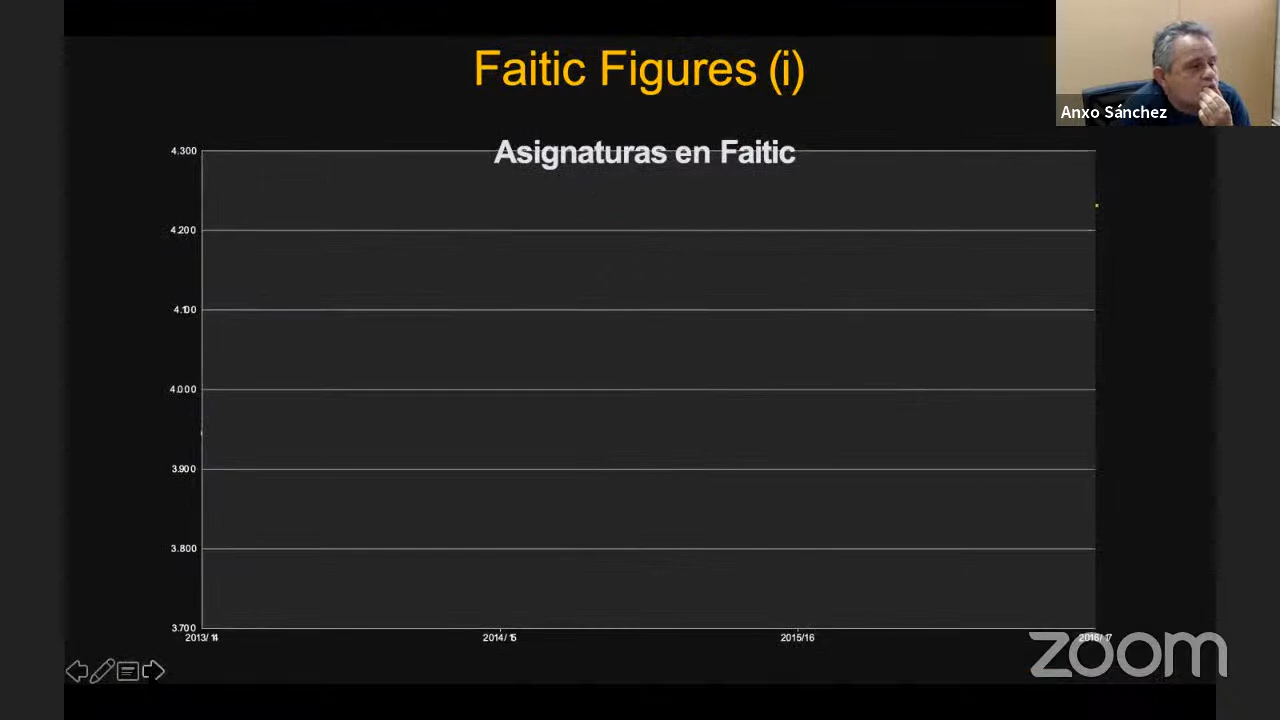 Faitic Figures (i)
Anxo Sánchez
Asignaturas en Faitic
4.300
4.200
4.100
4.000
3.900
3.800
3.700
2013/14
2014/15
2015/16
2016/17
zoom